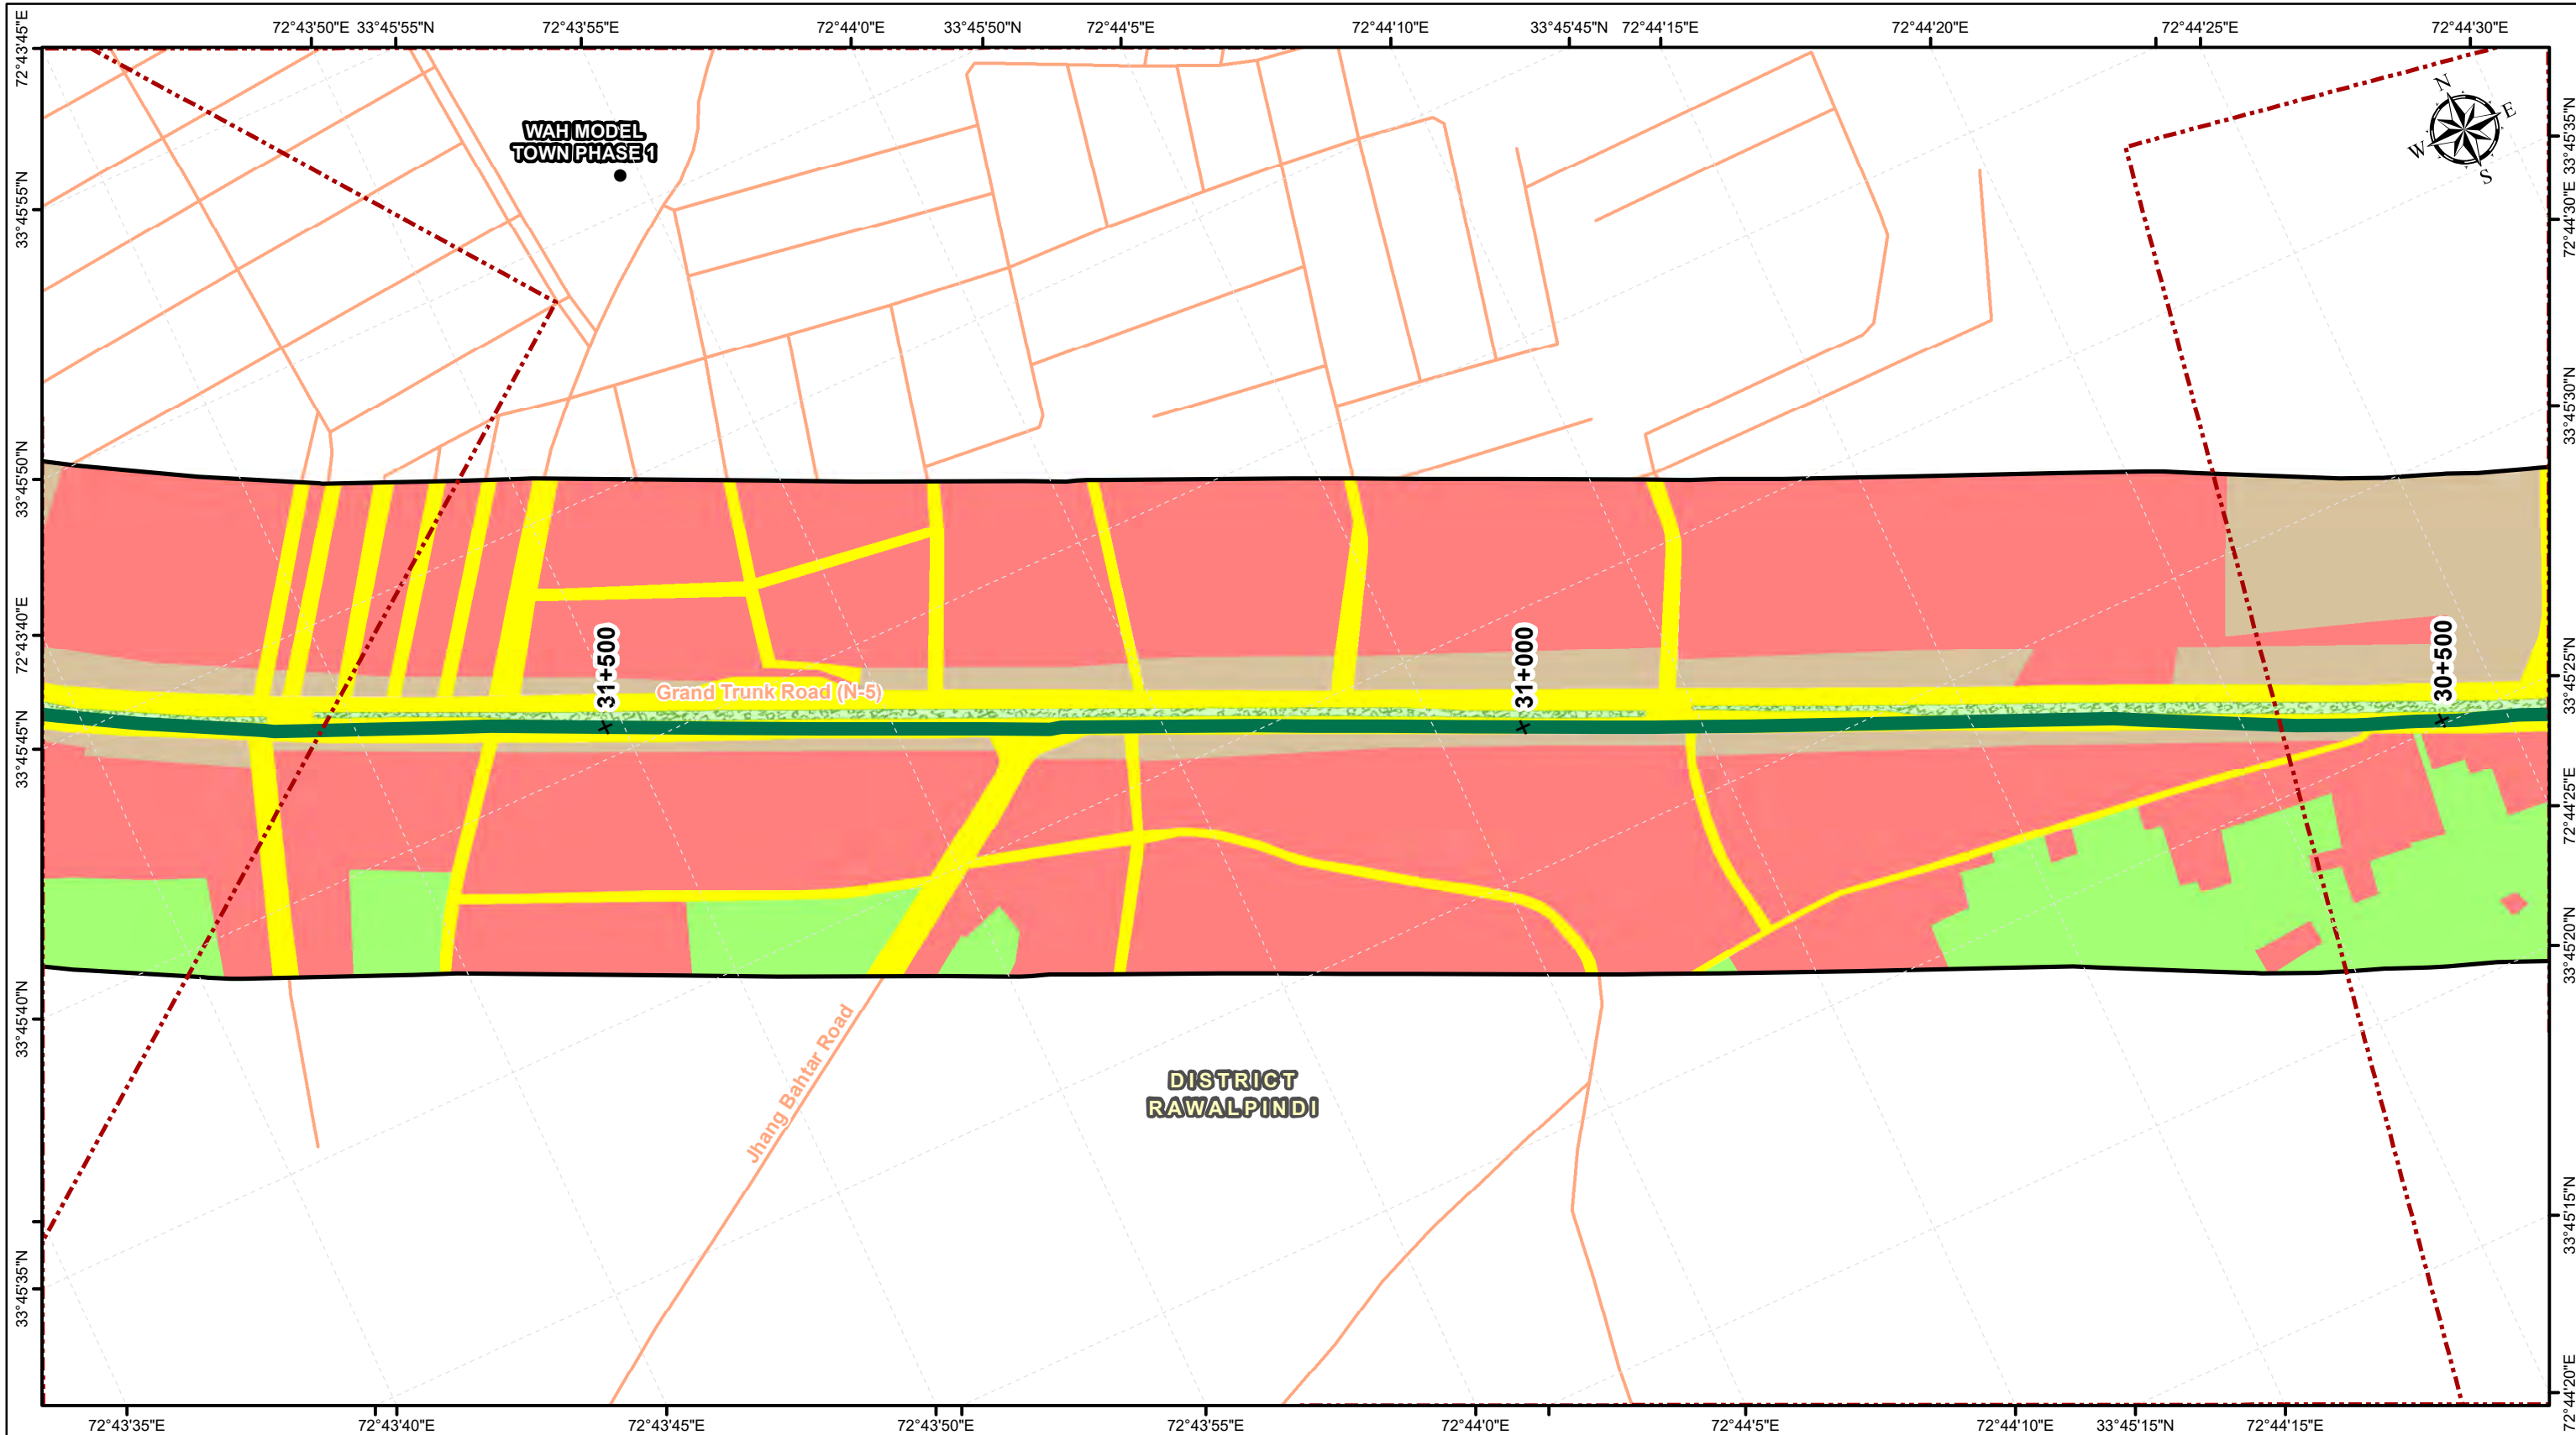 72°43'50"E 33°45'55"N 72°43'55"E 72°44'0"E 33°45'50"N 72°44'5"E 72°44'10"E 33°45'45"N 72°44'15"E 72°44'20"E 72°44'25"E 72°44'30"E
72°43'45"E
33°45'55"N
33°45'50"N
72°43'40"E
33°45'45"N
33°45'40"N
33°45'35"N
WAH MODEL
TOWN PHASE 1
N
E
W
S
31+500
31+000
30+500
Grand Trunk Road (N-5)
Jhang Bahtar Road
DISTRICT
RAWALPINDI
33°45'35"N
72°44'30"E
33°45'30"N
33°45'25"N
72°44'25"E
33°45'20"N
33°45'15"N
72°44'20"E
72°43'35"E 72°43'40"E 72°43'45"E 72°43'50"E 72°43'55"E 72°44'0"E 72°44'5"E 72°44'10"E 33°45'15"N 72°44'15"E